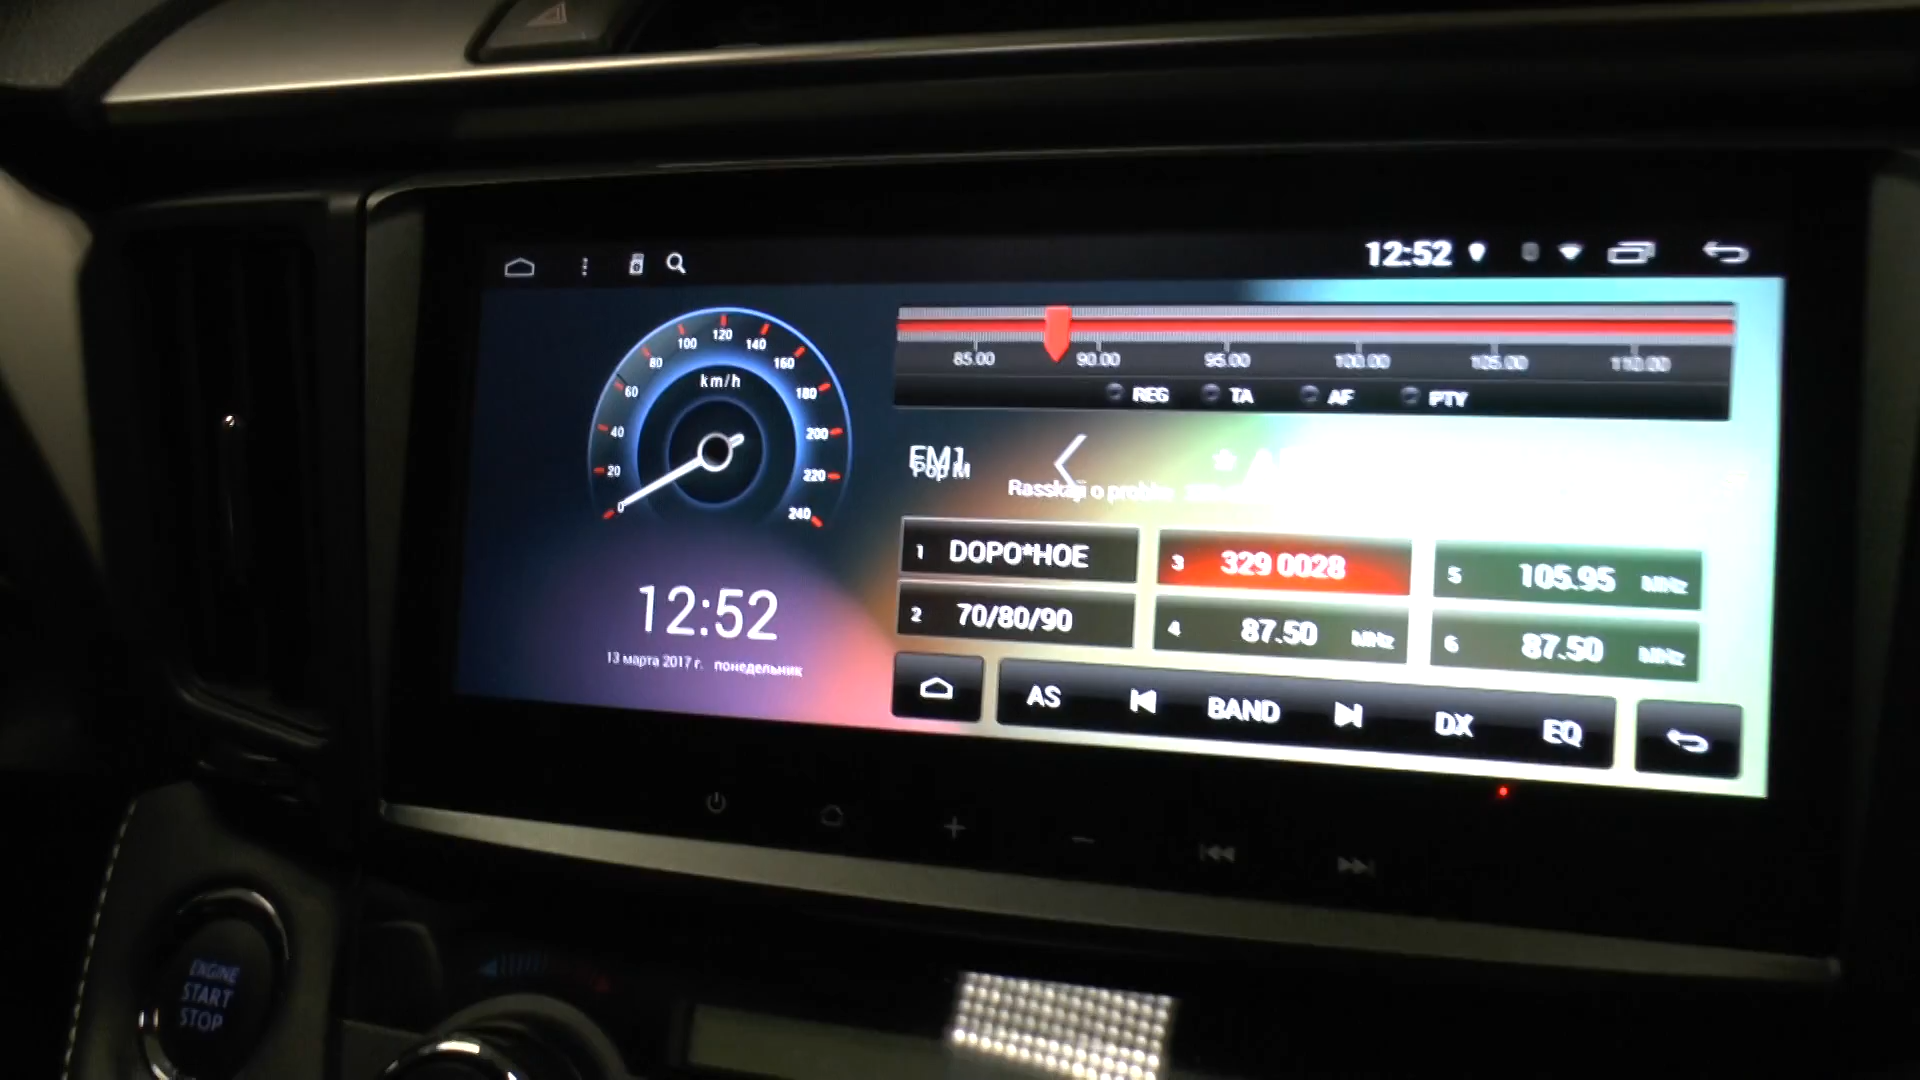 12:52
120
100
140
80
160
km/h
60
180
40
200
20
220
0
240
12:52
13 марта 2017 г. понедельник
85.00 90.00 95.00 100.00 105.00 110.00
REG TA AF PTY
FM1
Pop M
Rasskaji o probke
1 DOPO*HOE
3 329 0028
5 105.95 MHz
2 70/80/90
4 87.50 MHz
6 87.50 MHz
AS BAND DX EQ
ENGINE
START
STOP